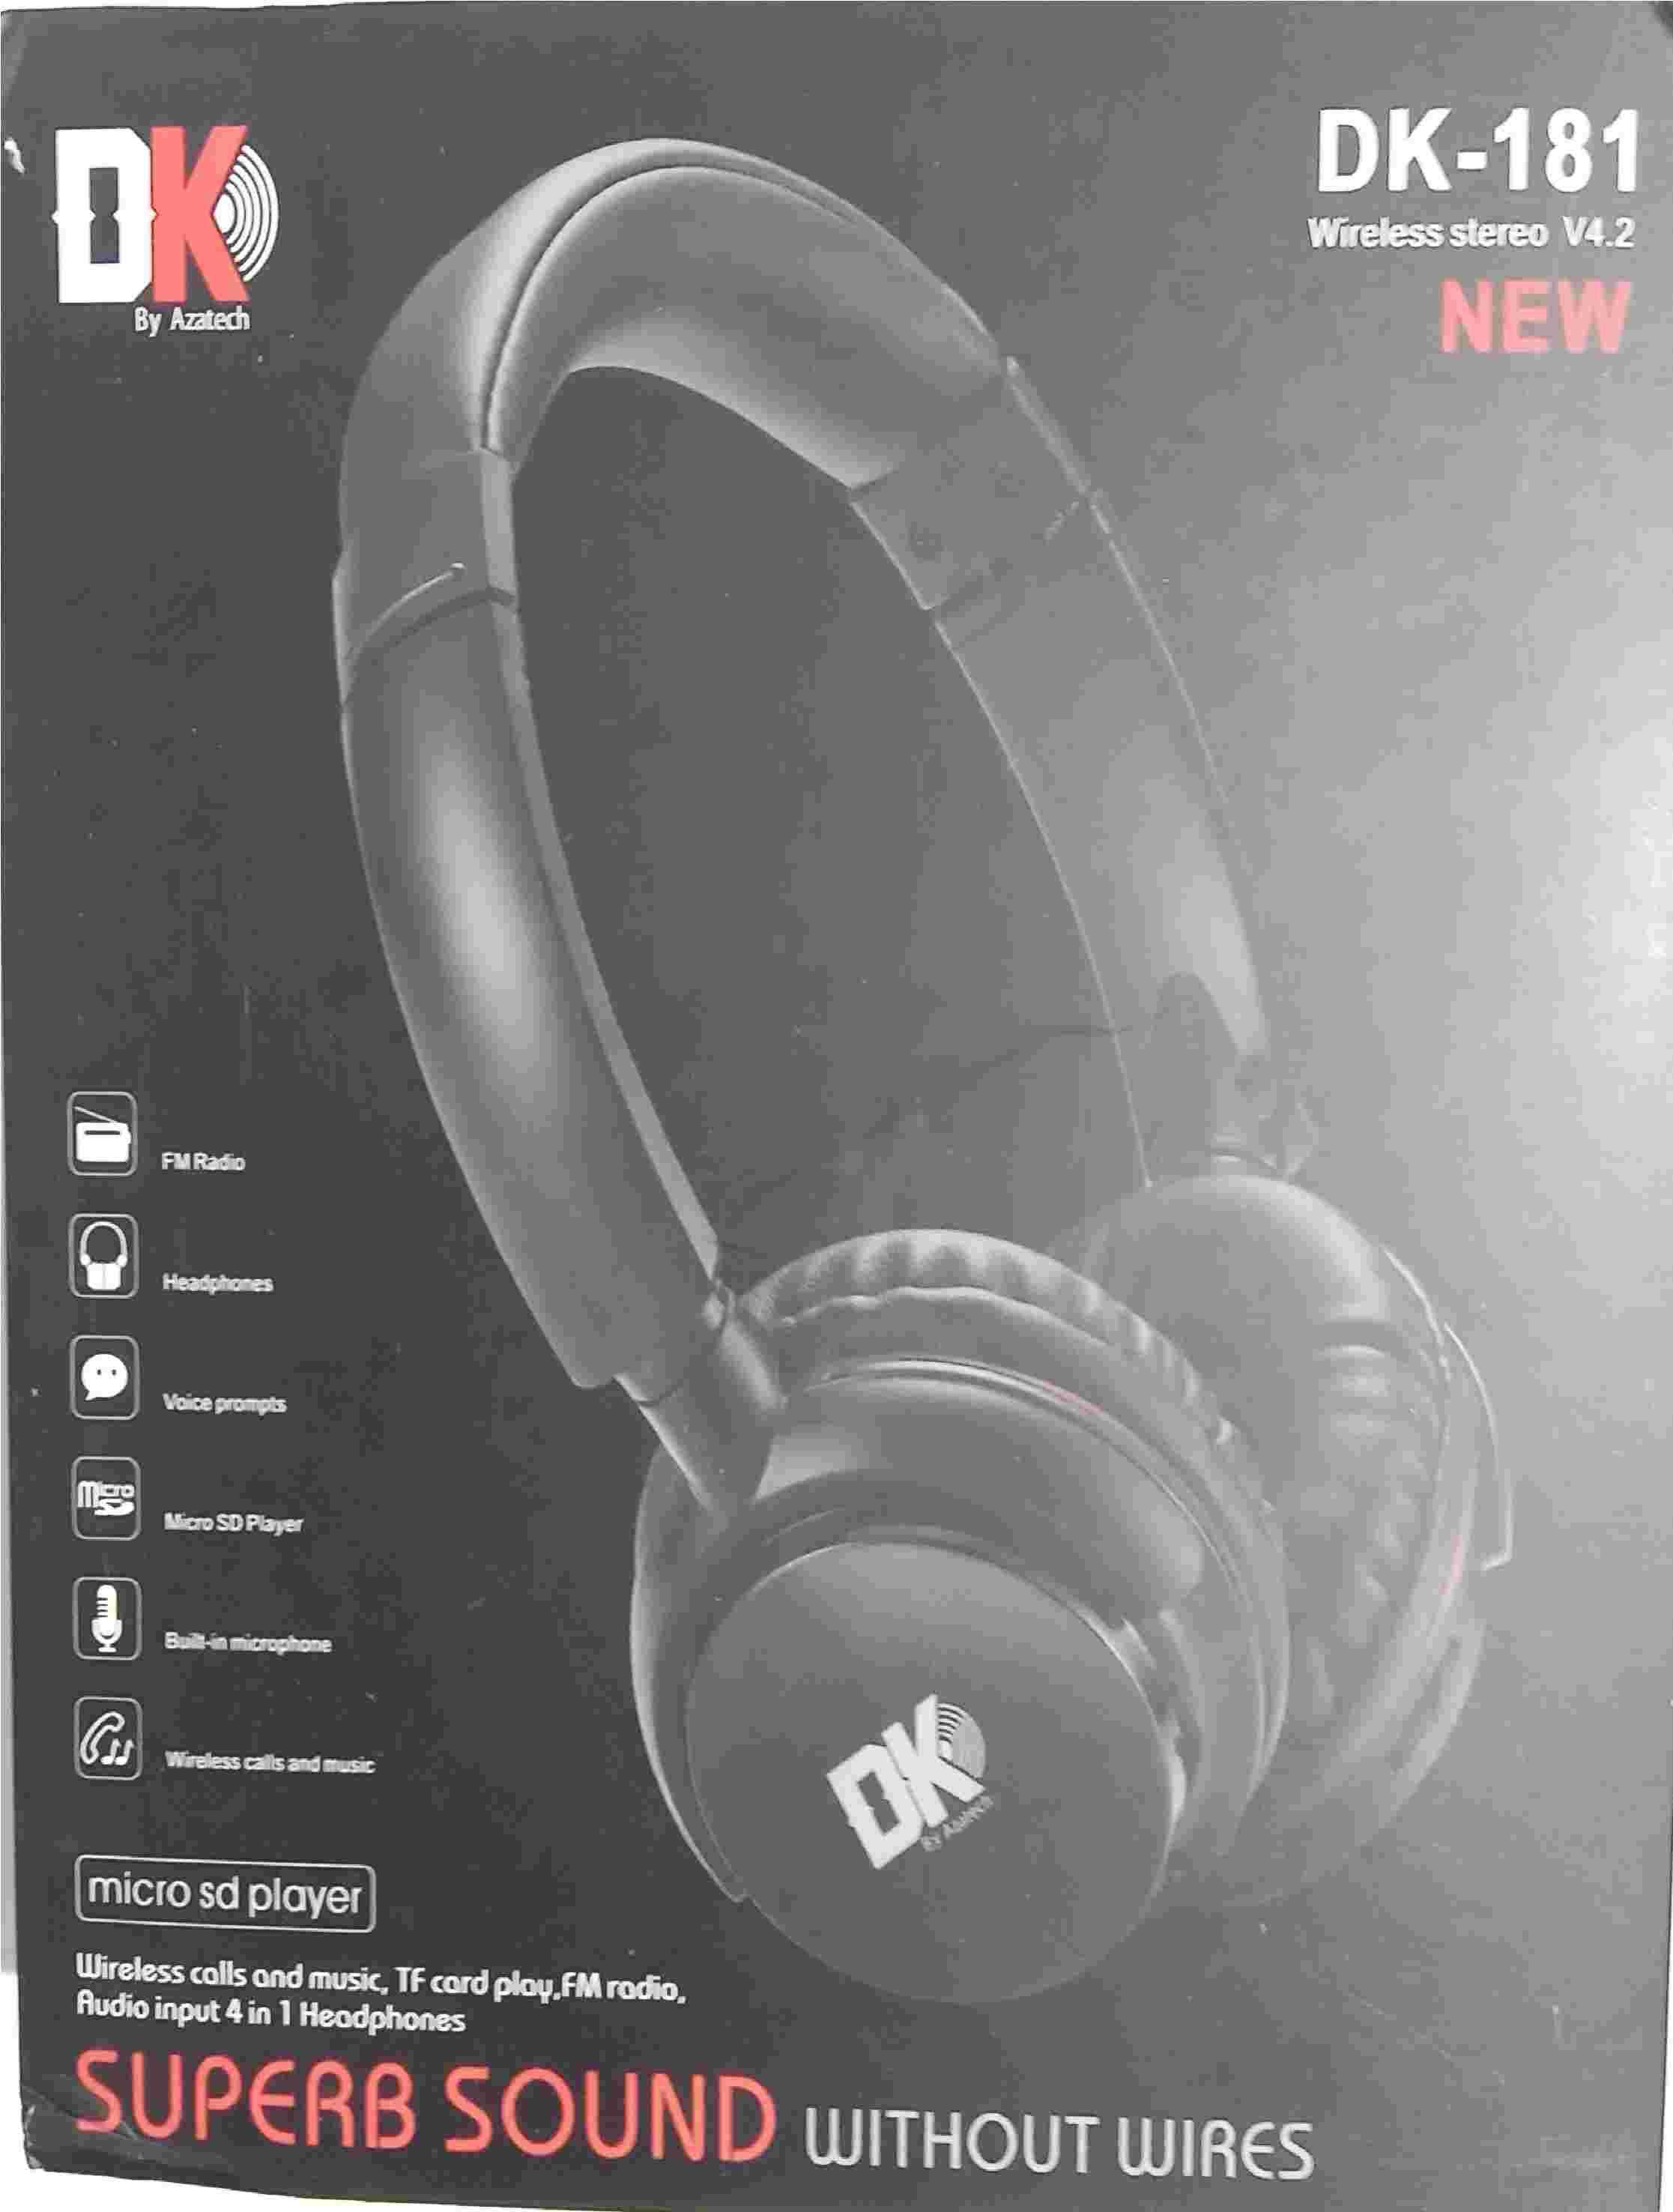 DK
By Azatech
DK-181
Wireless stereo V4.2
NEW
FM Radio
Headphones
Voice prompts
Micro
Micro SD Player
Built-in microphone
Wireless calls and music
DK
By Azatech
micro sd player
Wireless calls and music, TF card play,FM radio,
Audio input 4 in 1 Headphones
SUPERB SOUND WITHOUT WIRES